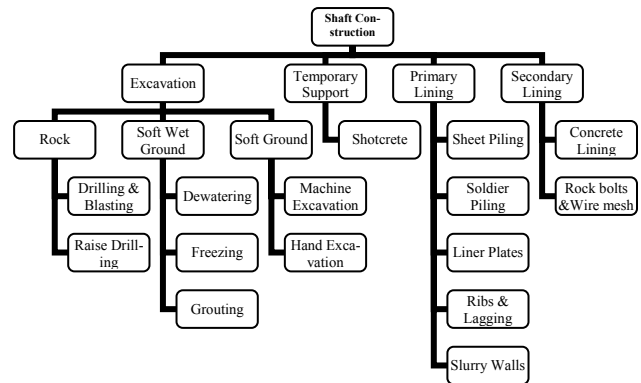 Shaft Con-
struction
Excavation
Temporary
Support
Primary
Lining
Secondary
Lining
Rock
Soft Wet
Ground
Soft Ground
Shotcrete
Sheet Piling
Concrete
Lining
Drilling &
Blasting
Dewatering
Machine
Excavation
Soldier
Piling
Rock bolts
&Wire mesh
Raise Drill-
ing
Freezing
Hand Exca-
vation
Liner Plates
Grouting
Ribs &
Lagging
Slurry Walls